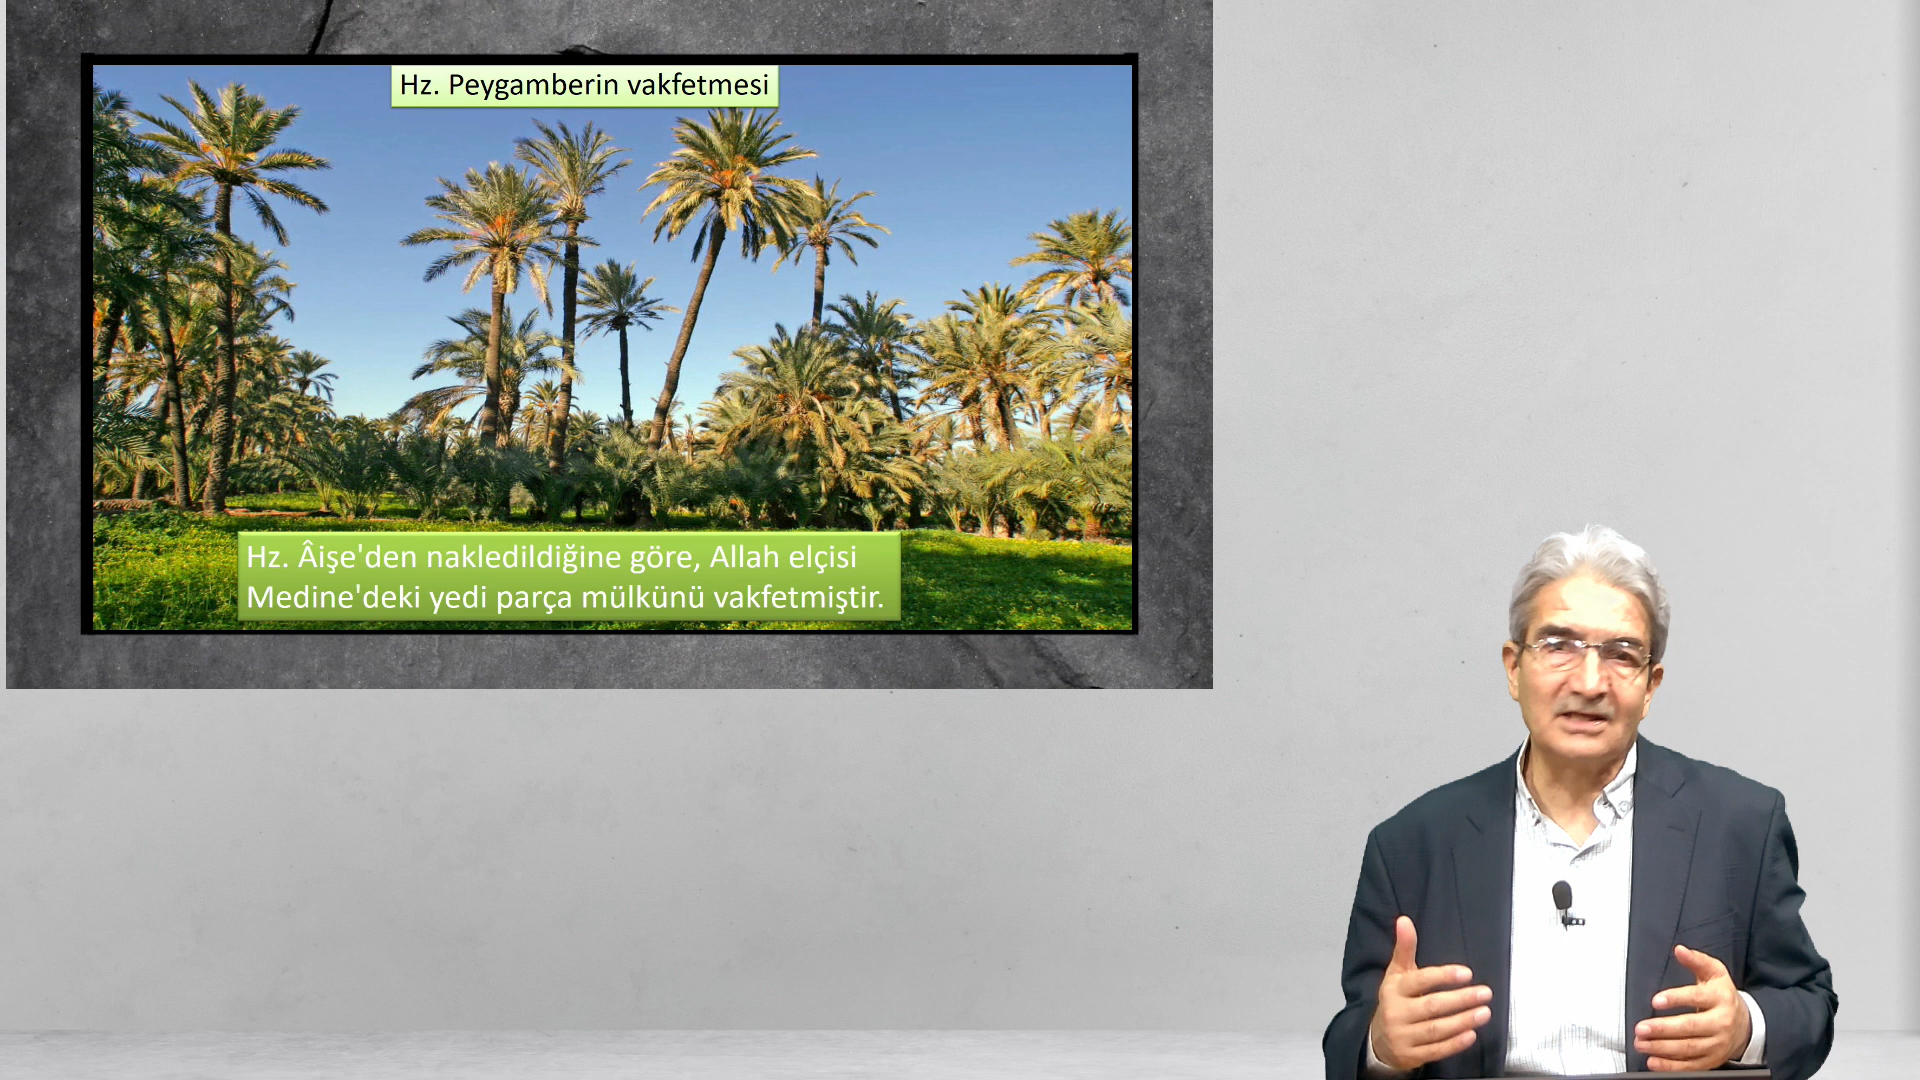 Hz. Peygamberin vakfetmesi
Hz. Âişe'den nakledildiğine göre, Allah elçisi
Medine'deki yedi parça mülkünü vakfetmiştir.